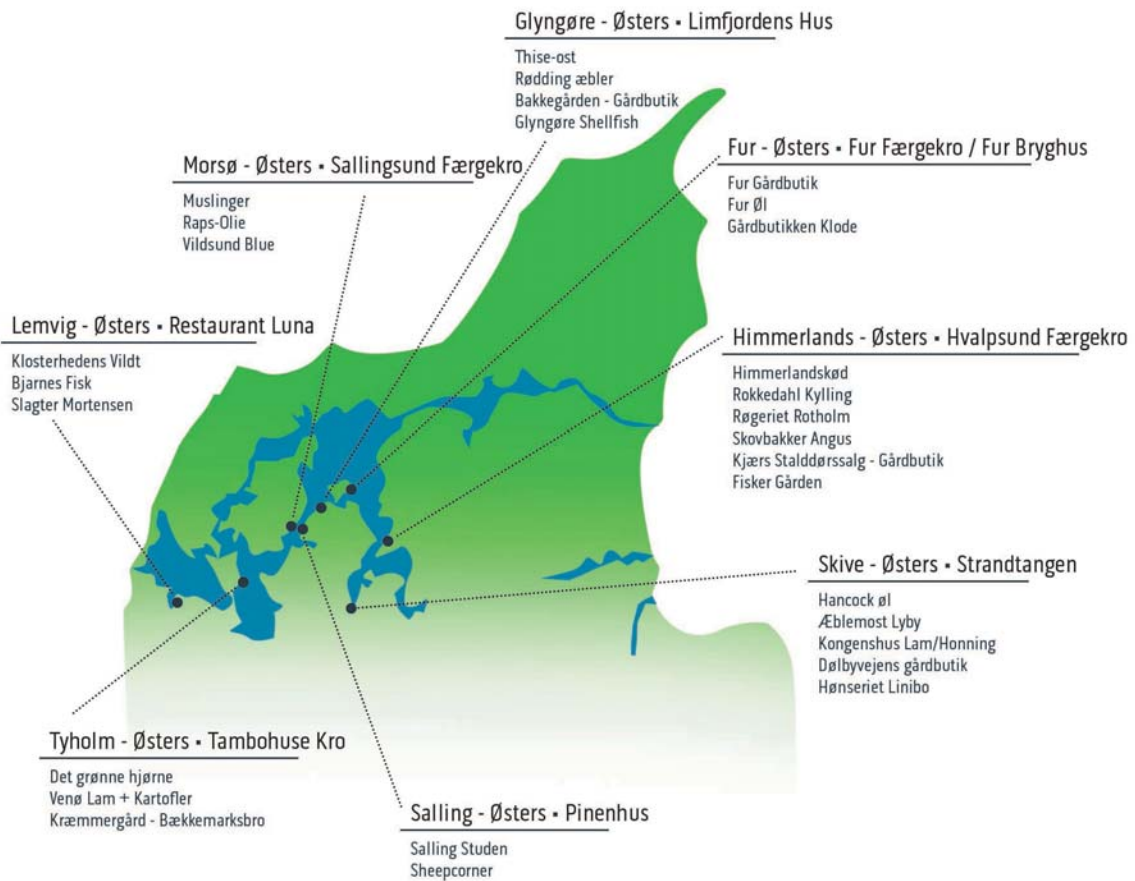 Glyngøre - Østers ▪ Limfjordens Hus
Thise-ost
Rødding æbler
Bakkegården - Gårdbutik
Glyngøre Shellfish
Fur - Østers ▪ Fur Færgekro / Fur Bryghus
Fur Gårdbutik
Fur Øl
Gårdbutikken Klode
Morsø - Østers ▪ Sallingsund Færgekro
Muslinger
Raps-Olie
Vildsund Blue
Lemvig - Østers ▪ Restaurant Luna
Klosterhedens Vildt
Bjarnes Fisk
Slagter Mortensen
Himmerlands - Østers ▪ Hvalpsund Færgekro
Himmerlandskød
Rokkedahl Kylling
Røgeriet Rotholm
Skovbakker Angus
Kjærs Stalddørssalg - Gårdbutik
Fisker Gården
Skive - Østers ▪ Strandtangen
Hancock øl
Æblemost Lyby
Kongenshus Lam/Honning
Dølbyvejens gårdbutik
Hønseriet Linibo
Tyholm - Østers ▪ Tambohuse Kro
Det grønne hjørne
Venø Lam + Kartofler
Kræmmergård - Bækkemarksbro
Salling - Østers ▪ Pinenhus
Salling Studen
Sheepcorner